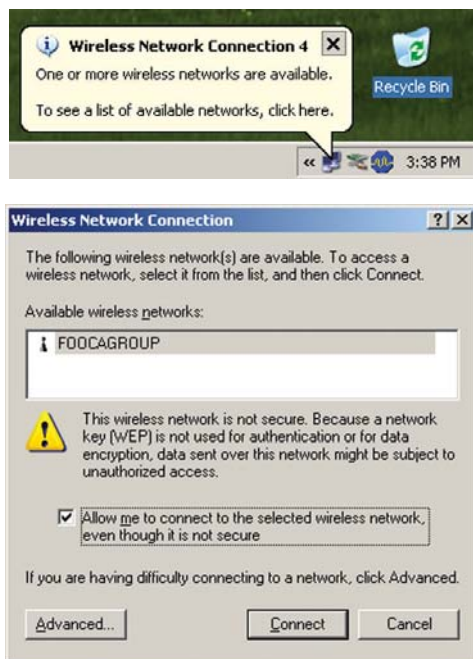 Wireless Network Connection 4
One or more wireless networks are available.
To see a list of available networks, click here.
Recycle Bin
«
3:38 PM
Wireless Network Connection
The following wireless network(s) are available. To access a
wireless network, select it from the list, and then click Connect.
Available wireless networks:
FOOCAGROUP
This wireless network is not secure. Because a network
key (WEP) is not used for authentication or for data
encryption, data sent over this network might be subject to
unauthorized access.
Allow me to connect to the selected wireless network,
even though it is not secure
If you are having difficulty connecting to a network, click Advanced.
Advanced...
Connect
Cancel